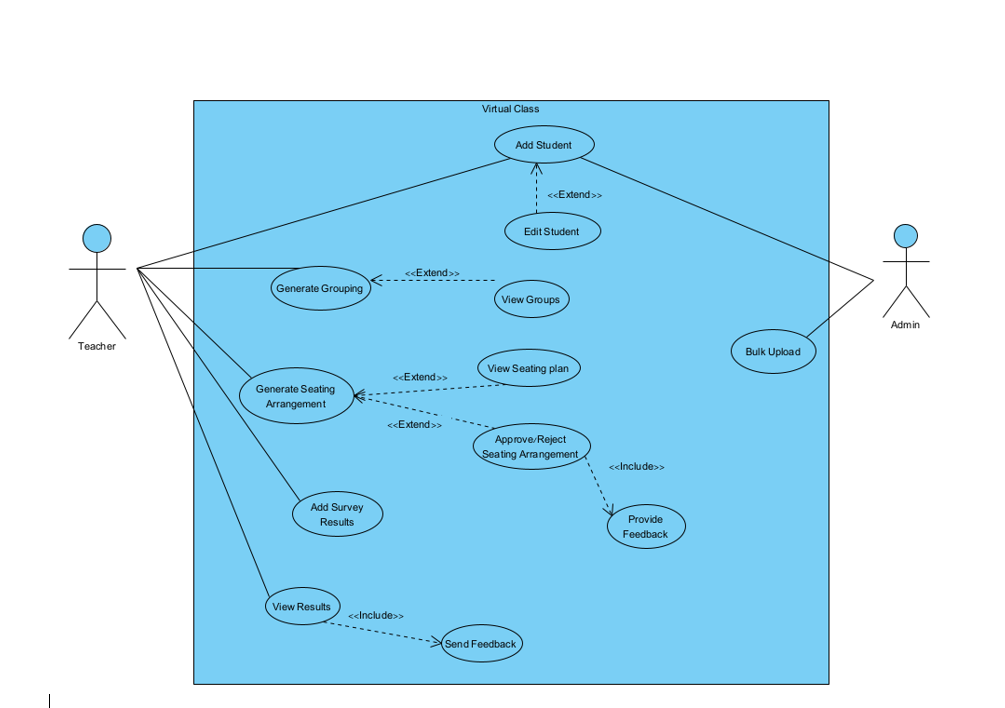 Virtual Class
Add Student
<<Extend>>
Edit Student
Generate Grouping
<<Extend>>
View Groups
Teacher
Admin
Bulk Upload
View Seating plan
<<Extend>>
Generate Seating
Arrangement
<<Extend>>
Approve/Reject
Seating Arrangement
<<Include>>
Add Survey
Results
Provide
Feedback
View Results
<<Include>>
Send Feedback